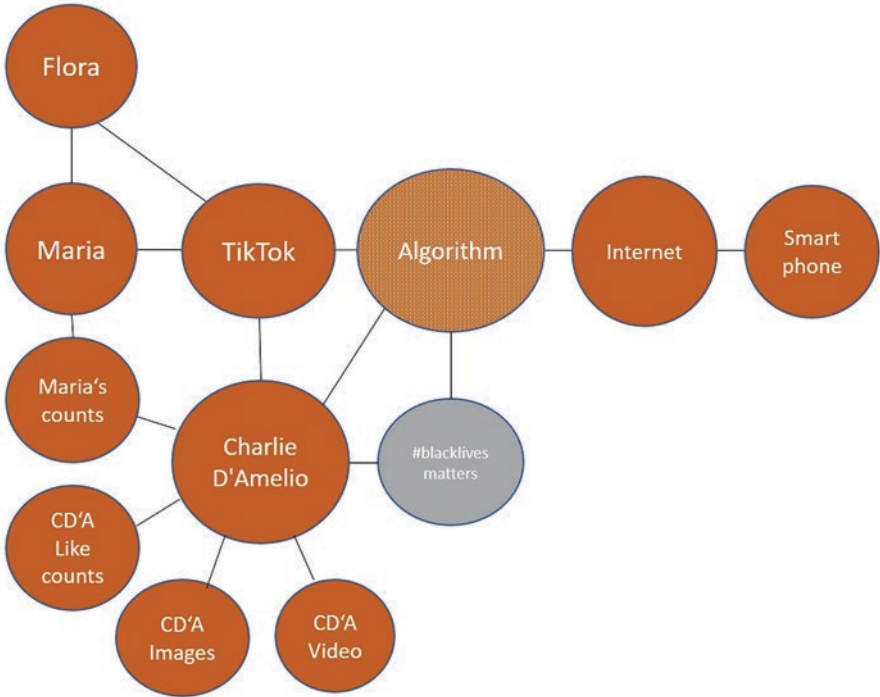 Flora
Maria
TikTok
Algorithm
Internet
Smart
phone
Maria‘s
counts
Charlie
D'Amelio
#blacklives
matters
CD‘A
Like
counts
CD‘A
Images
CD‘A
Video